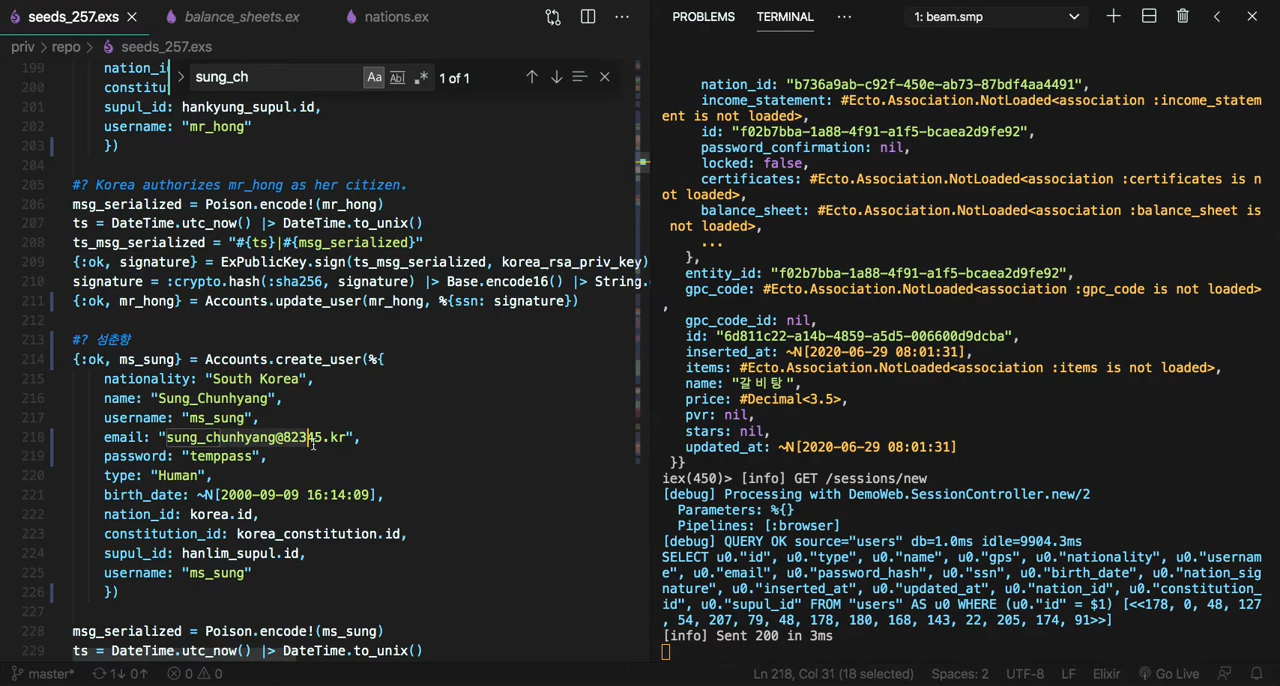 seeds_257.exs
balance_sheets.ex
nations.ex
priv > repo > seeds_257.exs
sung_ch
Aa Abl .* 1 of 1
199 nation_i
200 constitut
201 supul_id: hankyung_supul.id,
202 username: "mr_hong"
203 })
204
205 #? Korea authorizes mr_hong as her citizen.
206 msg_serialized = Poison.encode!(mr_hong)
207 ts = DateTime.utc_now() |> DateTime.to_unix()
208 ts_msg_serialized = "#{ts}|#{msg_serialized}"
209 {:ok, signature} = ExPublicKey.sign(ts_msg_serialized, korea_rsa_priv_key)
210 signature = :crypto.hash(:sha256, signature) |> Base.encode16() |> String.
211 {:ok, mr_hong} = Accounts.update_user(mr_hong, %{ssn: signature})
212
213 #? 성춘향
214 {:ok, ms_sung} = Accounts.create_user(%{
215 nationality: "South Korea",
216 name: "Sung_Chunhyang",
217 username: "ms_sung",
218 email: "sung_chunhyang@82345.kr",
219 password: "temppass",
220 type: "Human",
221 birth_date: ~N[2000-09-09 16:14:09],
222 nation_id: korea.id,
223 constitution_id: korea_constitution.id,
224 supul_id: hanlim_supul.id,
225 username: "ms_sung"
226 })
227
228 msg_serialized = Poison.encode!(ms_sung)
229 ts = DateTime.utc_now() |> DateTime.to_unix()
PROBLEMS TERMINAL ... 1: beam.smp
nation_id: "b736a9ab-c92f-450e-ab73-87bdf4aa4491",
income_statement: #Ecto.Association.NotLoaded<association :income_statem
ent is not loaded>,
id: "f02b7bba-1a88-4f91-a1f5-bcaea2d9fe92",
password_confirmation: nil,
locked: false,
certificates: #Ecto.Association.NotLoaded<association :certificates is n
ot loaded>,
balance_sheet: #Ecto.Association.NotLoaded<association :balance_sheet is
not loaded>,
...
},
entity_id: "f02b7bba-1a88-4f91-a1f5-bcaea2d9fe92",
gpc_code: #Ecto.Association.NotLoaded<association :gpc_code is not loaded>
,
gpc_code_id: nil,
id: "6d811c22-a14b-4859-a5d5-006600d9dcba",
inserted_at: ~N[2020-06-29 08:01:31],
items: #Ecto.Association.NotLoaded<association :items is not loaded>,
name: "갈비탕",
price: #Decimal<3.5>,
pvr: nil,
stars: nil,
updated_at: ~N[2020-06-29 08:01:31]
}}
iex(450)> [info] GET /sessions/new
[debug] Processing with DemoWeb.SessionController.new/2
Parameters: %{}
Pipelines: [:browser]
[debug] QUERY OK source="users" db=1.0ms idle=9904.3ms
SELECT u0."id", u0."type", u0."name", u0."gps", u0."nationality", u0."usernam
e", u0."email", u0."password_hash", u0."ssn", u0."birth_date", u0."nation_sig
nature", u0."inserted_at", u0."updated_at", u0."nation_id", u0."constitution_
id", u0."supul_id" FROM "users" AS u0 WHERE (u0."id" = $1) [<<178, 0, 48, 127
, 54, 207, 79, 48, 178, 180, 168, 143, 22, 205, 174, 91>>]
[info] Sent 200 in 3ms
master* 1↓ 0↑ 0 0 Ln 218, Col 31 (18 selected) Spaces: 2 UTF-8 LF Elixir Go Live